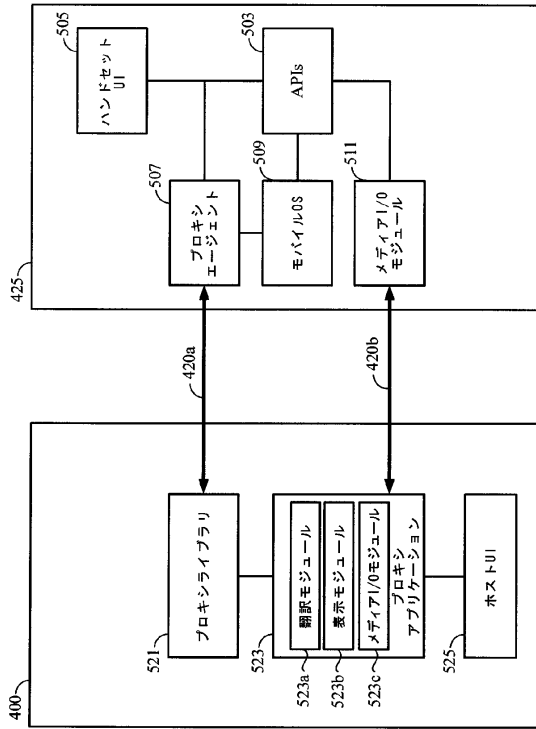 400
521
プロキシライブラリ
523
翻訳モジュール
523a
表示モジュール
523b
メディアI/Oモジュール
523c
プロキシ
アプリケーション
525
ホストUI
420a
420b
425
ハンドセット
UI
505
プロキシ
エージェント
507
APIs
503
モバイルOS
509
メディアI/O
モジュール
511